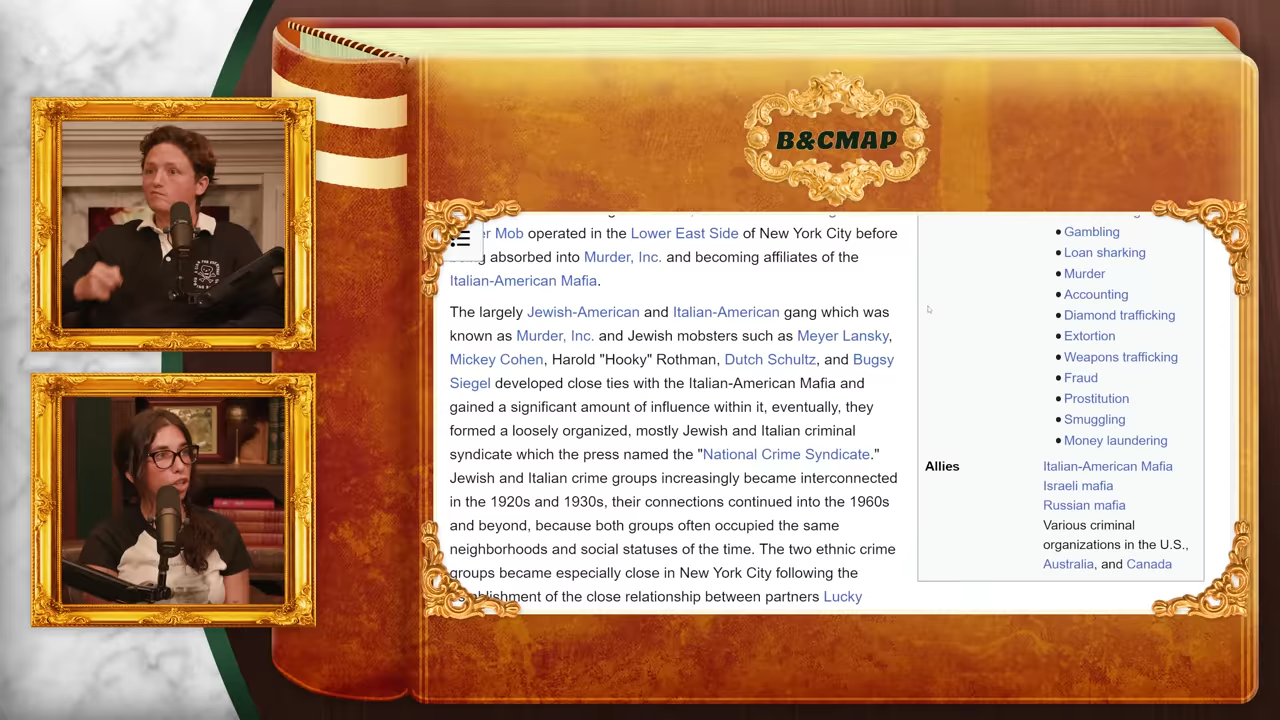 B&CMAP
er Mob operated in the Lower East Side of New York City before
absorbed into Murder, Inc. and becoming affiliates of the
Italian-American Mafia.
The largely Jewish-American and Italian-American gang which was
known as Murder, Inc. and Jewish mobsters such as Meyer Lansky,
Mickey Cohen, Harold "Hooky" Rothman, Dutch Schultz, and Bugsy
Siegel developed close ties with the Italian-American Mafia and
gained a significant amount of influence within it, eventually, they
formed a loosely organized, mostly Jewish and Italian criminal
syndicate which the press named the "National Crime Syndicate."
Jewish and Italian crime groups increasingly became interconnected
in the 1920s and 1930s, their connections continued into the 1960s
and beyond, because both groups often occupied the same
neighborhoods and social statuses of the time. The two ethnic crime
groups became especially close in New York City following the
blishment of the close relationship between partners Lucky
Gambling
Loan sharking
Murder
Accounting
Diamond trafficking
Extortion
Weapons trafficking
Fraud
Prostitution
Smuggling
Money laundering
Allies
Italian-American Mafia
Israeli mafia
Russian mafia
Various criminal
organizations in the U.S.,
Australia, and Canada